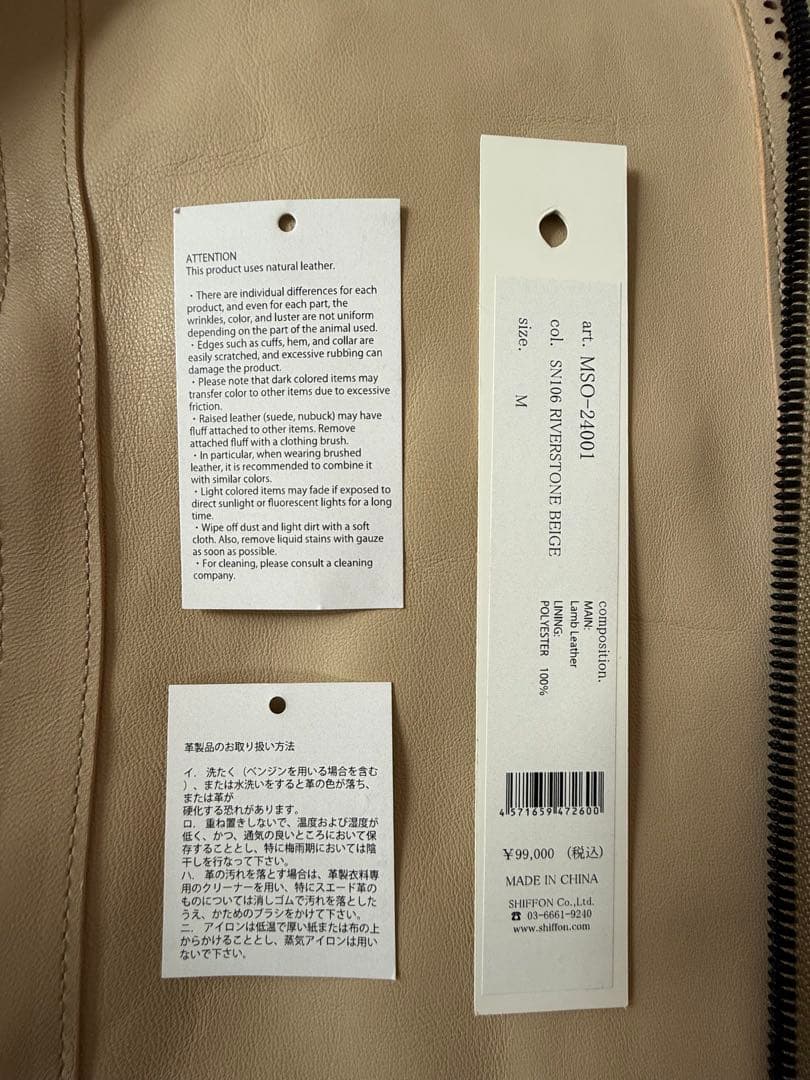 ATTENTION
This product uses natural leather.
・There are individual differences for each
product, and even for each part, the
wrinkles, color, and luster are not uniform
depending on the part of the animal used.
・Edges such as cuffs, hem, and collar are
easily scratched, and excessive rubbing can
damage the product.
・Please note that dark colored items may
transfer color to other items due to excessive
friction.
・Raised leather (suede, nubuck) may have
fluff attached to other items. Remove
attached fluff with a clothing brush.
・In particular, when wearing brushed
leather, it is recommended to combine it
with similar colors.
・Light colored items may fade if exposed to
direct sunlight or fluorescent lights for a long
time.
・Wipe off dust and light dirt with a soft
cloth. Also, remove liquid stains with gauze
as soon as possible.
・For cleaning, please consult a cleaning
company.
革製品のお取り扱い方法
イ. 洗たく（ベンジンを用いる場合を含む
）、または水洗いをすると革の色が落ち、
または革が
硬化する恐れがあります。
ロ. 重ね置きしないで、温度および湿度が
低く、かつ、通気の良いところにおいて保
存することとし、特に梅雨期においては陰
干しを行なって下さい。
ハ. 革の汚れを落とす場合は、革製衣料専
用のクリーナーを用い、特にスエード革の
ものについては消しゴムで汚れを落とした
うえ、かためのブラシをかけて下さい。
ニ. アイロンは低温で厚い紙または布の上
からかけることとし、蒸気アイロンは用い
ないで下さい。
art. MSO-24001
col. SN106 RIVERSTONE BEIGE
size. M
composition.
MAIN:
Lamb Leather
LINING:
POLYESTER 100%
4 571659 472600
¥99,000 （税込）
MADE IN CHINA
SHIFFON Co.,Ltd.
☎ 03-6661-9240
www.shiffon.com